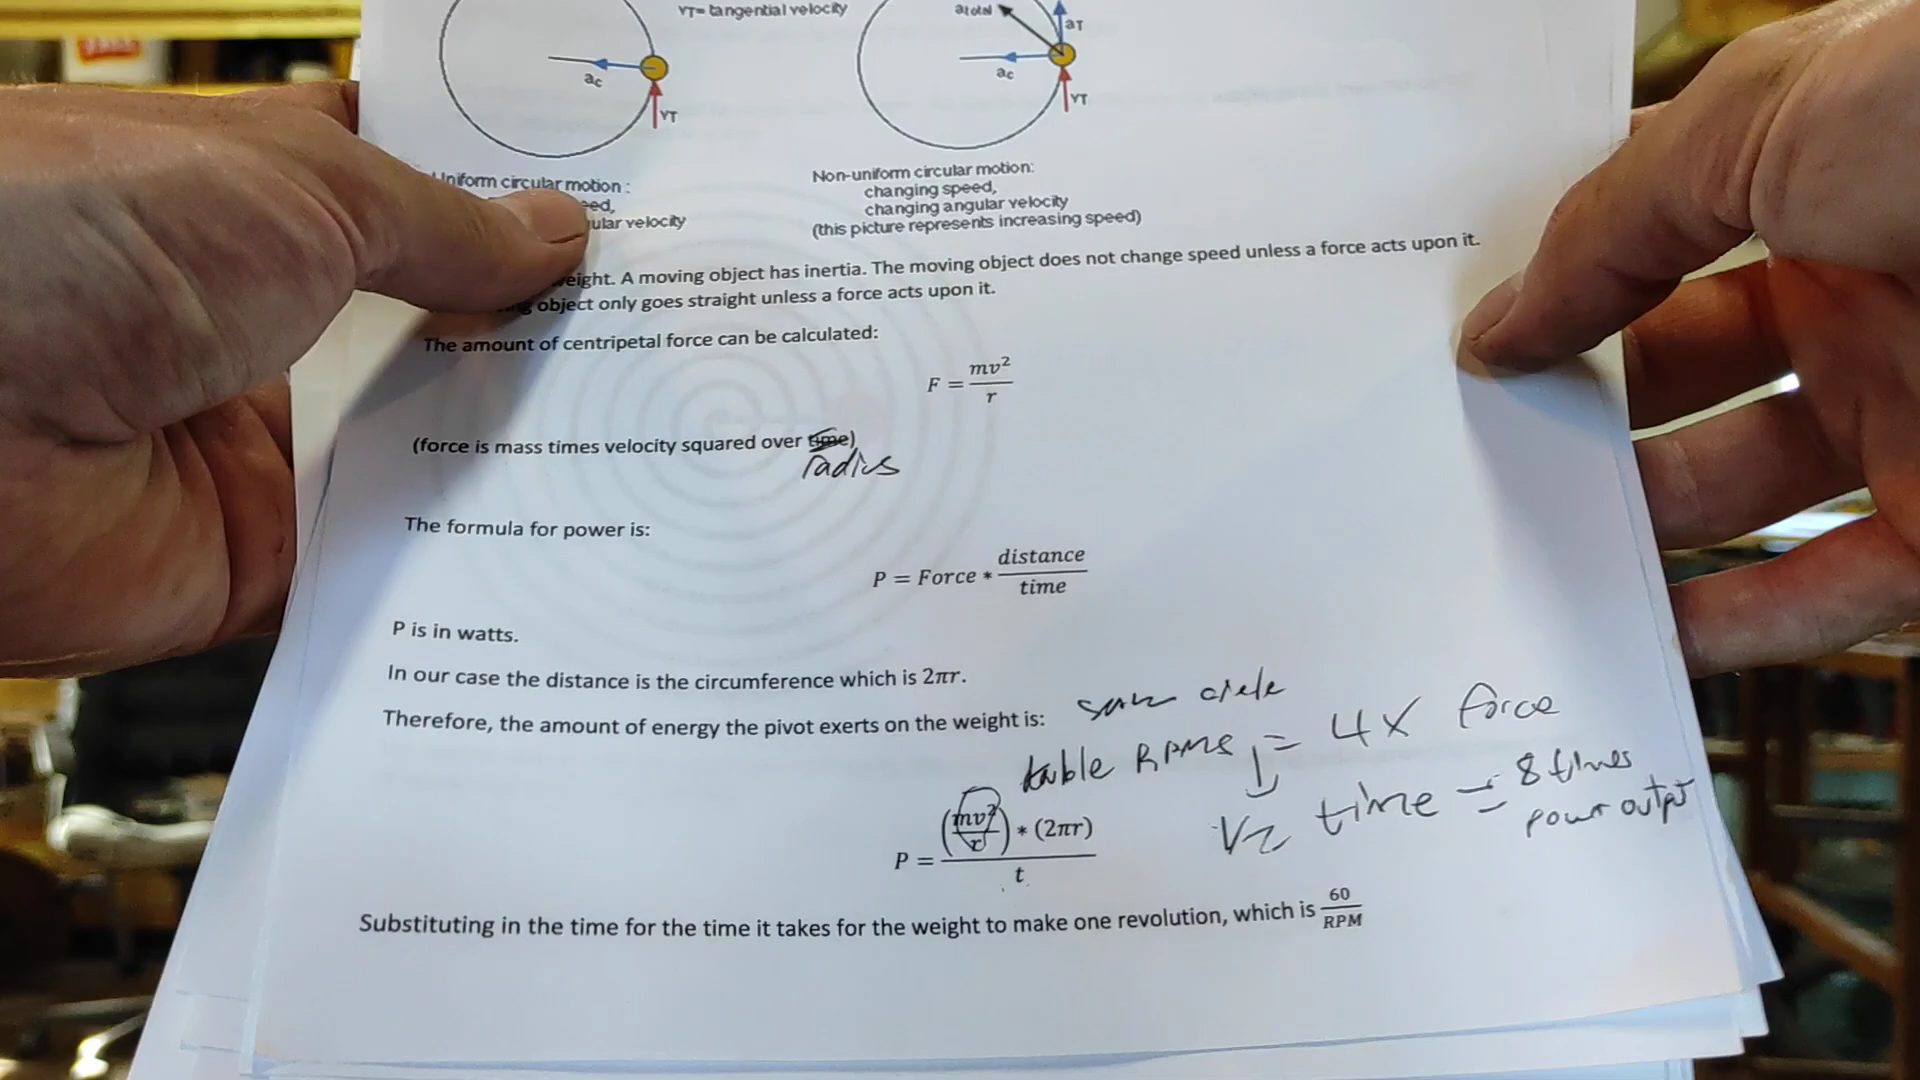 VT= tangential velocity
atotal
aT
ac
VT
ac
VT
Uniform circular motion :
eed,
ular velocity
Non-uniform circular motion:
changing speed,
changing angular velocity
(this picture represents increasing speed)
eight. A moving object has inertia. The moving object does not change speed unless a force acts upon it.
object only goes straight unless a force acts upon it.
The amount of centripetal force can be calculated:
F = mv²/r
(force is mass times velocity squared over time)
radius
The formula for power is:
P = Force * distance/time
P is in watts.
In our case the distance is the circumference which is 2πr.
Therefore, the amount of energy the pivot exerts on the weight is:
circle
RPMS = 4X force
1/2 time = 8 times
power output
P = (mv²/r) * (2πr)/t
Substituting in the time for the time it takes for the weight to make one revolution, which is 60/RPM